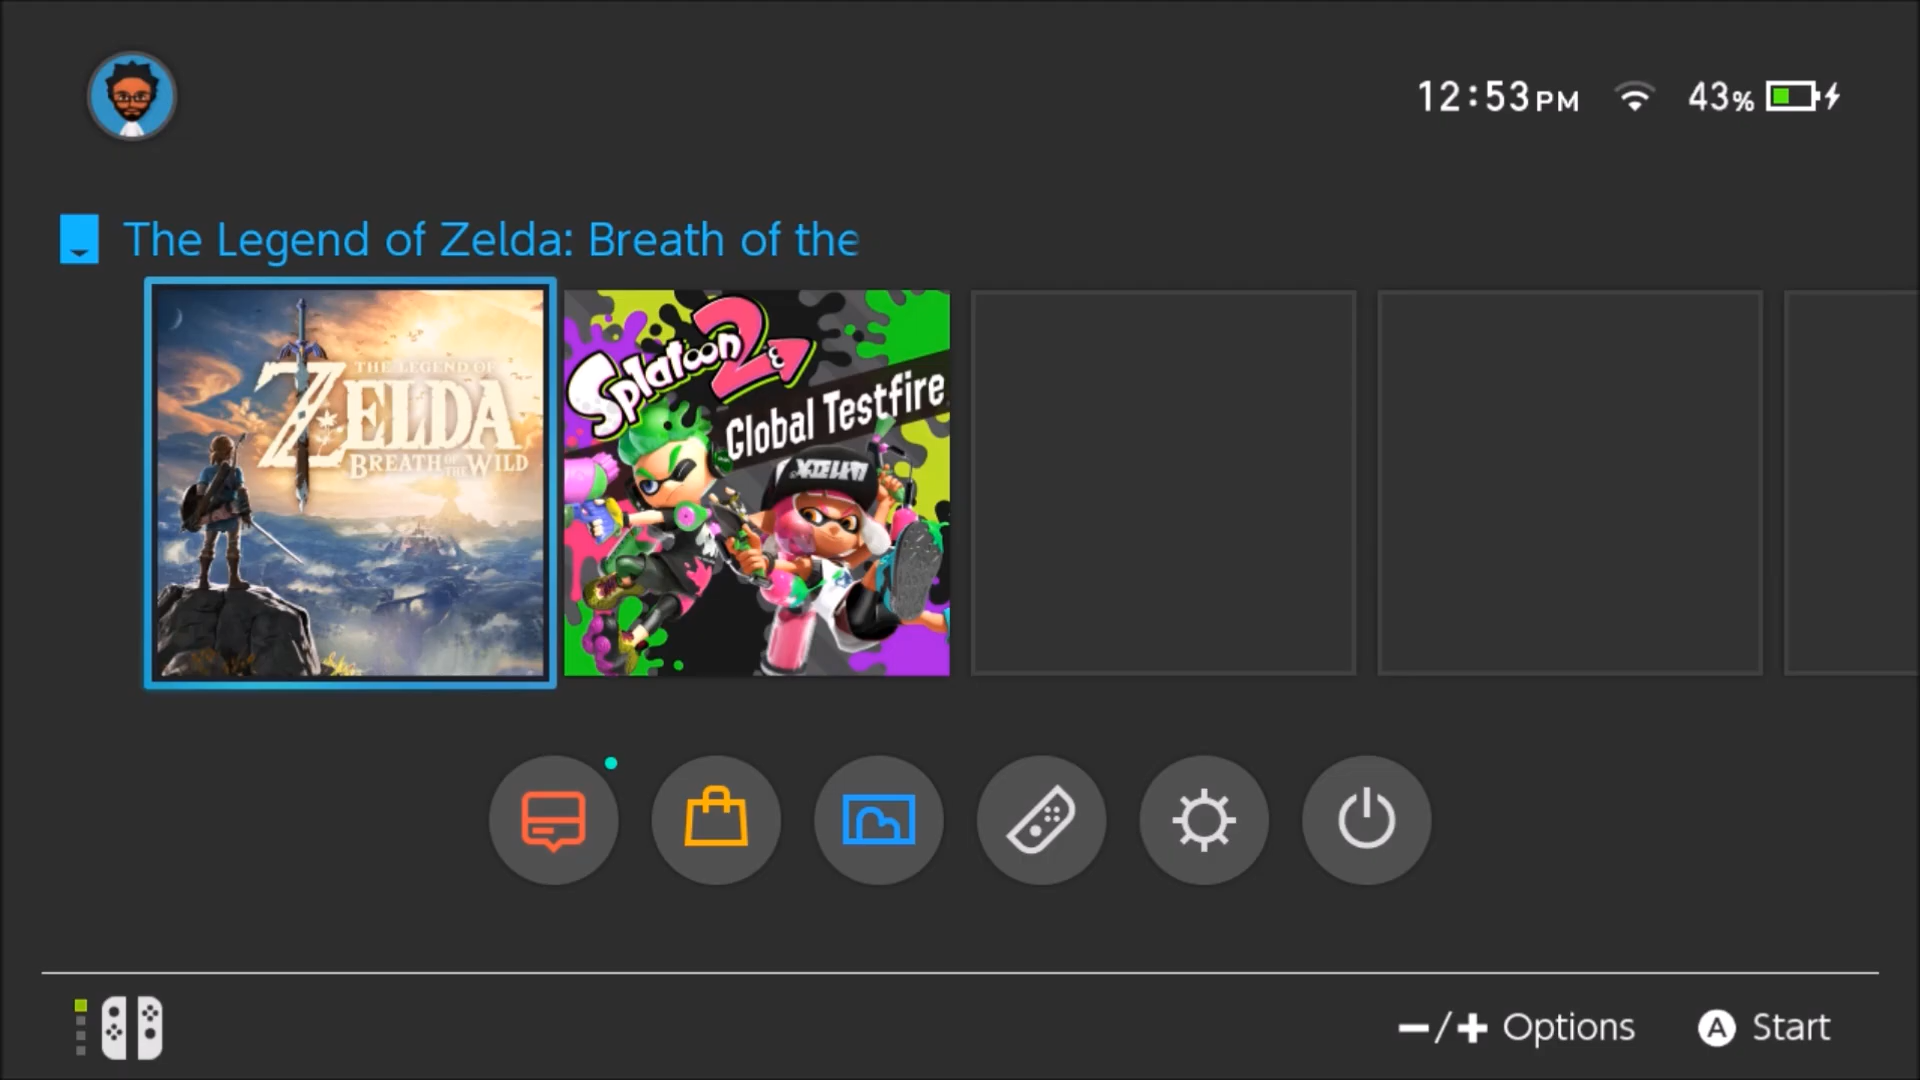 12:53PM 43%
The Legend of Zelda: Breath of the
THE LEGEND OF
ZELDA
BREATH OF THE WILD
Splatoon 2
Global Testfire
−/+ Options A Start